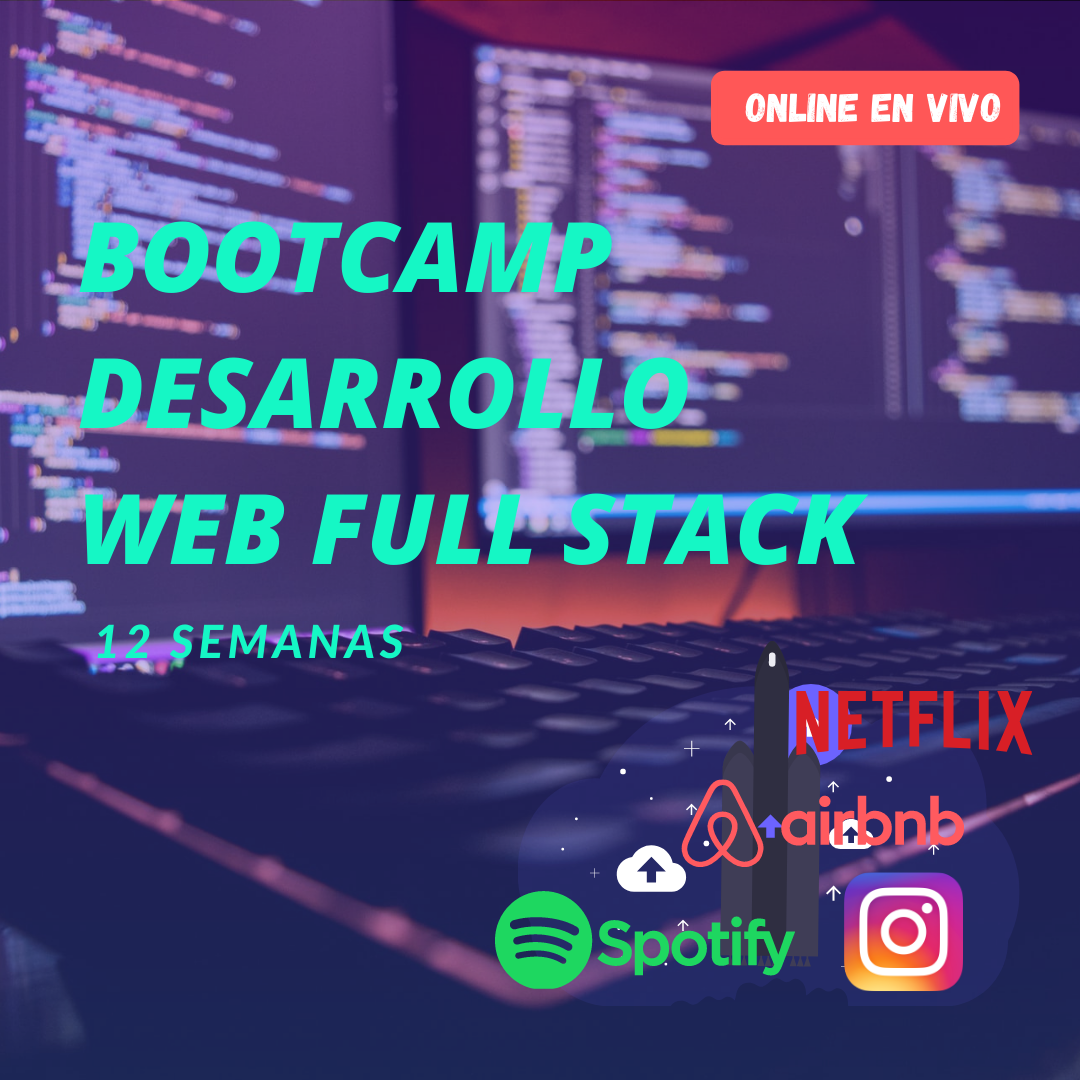 ONLINE EN VIVO
BOOTCAMP
DESARROLLO
WEB FULL STACK
12 SEMANAS
NETFLIX
airbnb
Spotify